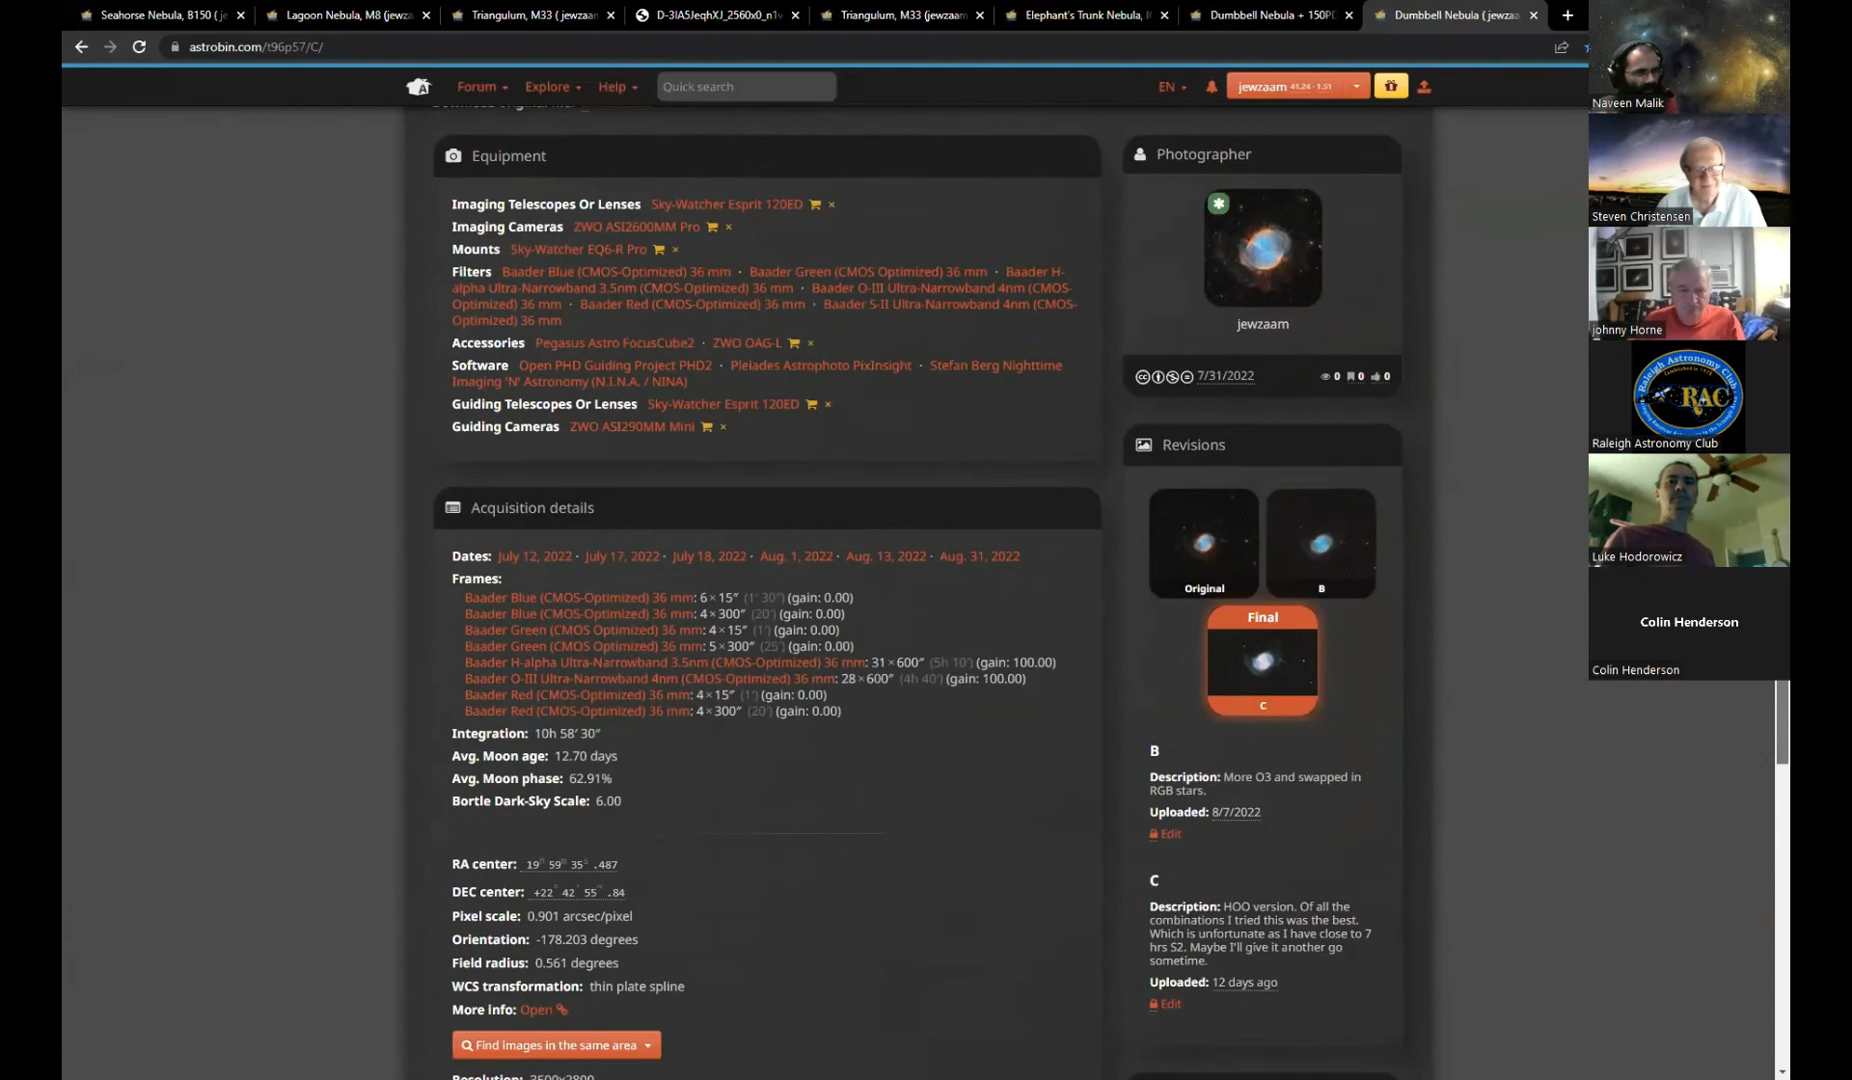 Seahorse Nebula, B150 ( je
Lagoon Nebula, M8 (jewza
Triangulum, M33 ( jewzaan
D-3IA5JeqhXJ_2560x0_n1v
Triangulum, M33 (jewzaam
Elephant's Trunk Nebula, I
Dumbbell Nebula + 150PD
Dumbbell Nebula ( jewzaa
astrobin.com/t96p57/C/
Forum
Explore
Help
Quick search
EN
jewzaam 41.24 - 1.51
Equipment
Imaging Telescopes Or Lenses Sky-Watcher Esprit 120ED
Imaging Cameras ZWO ASI2600MM Pro
Mounts Sky-Watcher EQ6-R Pro
Filters Baader Blue (CMOS-Optimized) 36 mm · Baader Green (CMOS Optimized) 36 mm · Baader H-
alpha Ultra-Narrowband 3.5nm (CMOS-Optimized) 36 mm · Baader O-III Ultra-Narrowband 4nm (CMOS-
Optimized) 36 mm · Baader Red (CMOS-Optimized) 36 mm · Baader S-II Ultra-Narrowband 4nm (CMOS-
Optimized) 36 mm
Accessories Pegasus Astro FocusCube2 · ZWO OAG-L
Software Open PHD Guiding Project PHD2 · Pleiades Astrophoto PixInsight · Stefan Berg Nighttime
Imaging 'N' Astronomy (N.I.N.A. / NINA)
Guiding Telescopes Or Lenses Sky-Watcher Esprit 120ED
Guiding Cameras ZWO ASI290MM Mini
Acquisition details
Dates: July 12, 2022 · July 17, 2022 · July 18, 2022 · Aug. 1, 2022 · Aug. 13, 2022 · Aug. 31, 2022
Frames:
Baader Blue (CMOS-Optimized) 36 mm: 6×15″ (1′ 30″) (gain: 0.00)
Baader Blue (CMOS-Optimized) 36 mm: 4×300″ (20′) (gain: 0.00)
Baader Green (CMOS Optimized) 36 mm: 4×15″ (1′) (gain: 0.00)
Baader Green (CMOS Optimized) 36 mm: 5×300″ (25′) (gain: 0.00)
Baader H-alpha Ultra-Narrowband 3.5nm (CMOS-Optimized) 36 mm: 31×600″ (5h 10′) (gain: 100.00)
Baader O-III Ultra-Narrowband 4nm (CMOS-Optimized) 36 mm: 28×600″ (4h 40′) (gain: 100.00)
Baader Red (CMOS-Optimized) 36 mm: 4×15″ (1′) (gain: 0.00)
Baader Red (CMOS-Optimized) 36 mm: 4×300″ (20′) (gain: 0.00)
Integration: 10h 58′ 30″
Avg. Moon age: 12.70 days
Avg. Moon phase: 62.91%
Bortle Dark-Sky Scale: 6.00
RA center: 19h 59m 35s .487
DEC center: +22° 42′ 55″ .84
Pixel scale: 0.901 arcsec/pixel
Orientation: -178.203 degrees
Field radius: 0.561 degrees
WCS transformation: thin plate spline
More info: Open
Find images in the same area
Resolution: 3500x2800
Photographer
jewzaam
7/31/2022
0 0 0
Revisions
Original
B
Final
C
B
Description: More O3 and swapped in
RGB stars.
Uploaded: 8/7/2022
Edit
C
Description: HOO version. Of all the
combinations I tried this was the best.
Which is unfortunate as I have close to 7
hrs S2. Maybe I'll give it another go
sometime.
Uploaded: 12 days ago
Edit
Naveen Malik
Steven Christensen
johnny Horne
RAC
Raleigh Astronomy Club
Luke Hodorowicz
Colin Henderson
Colin Henderson